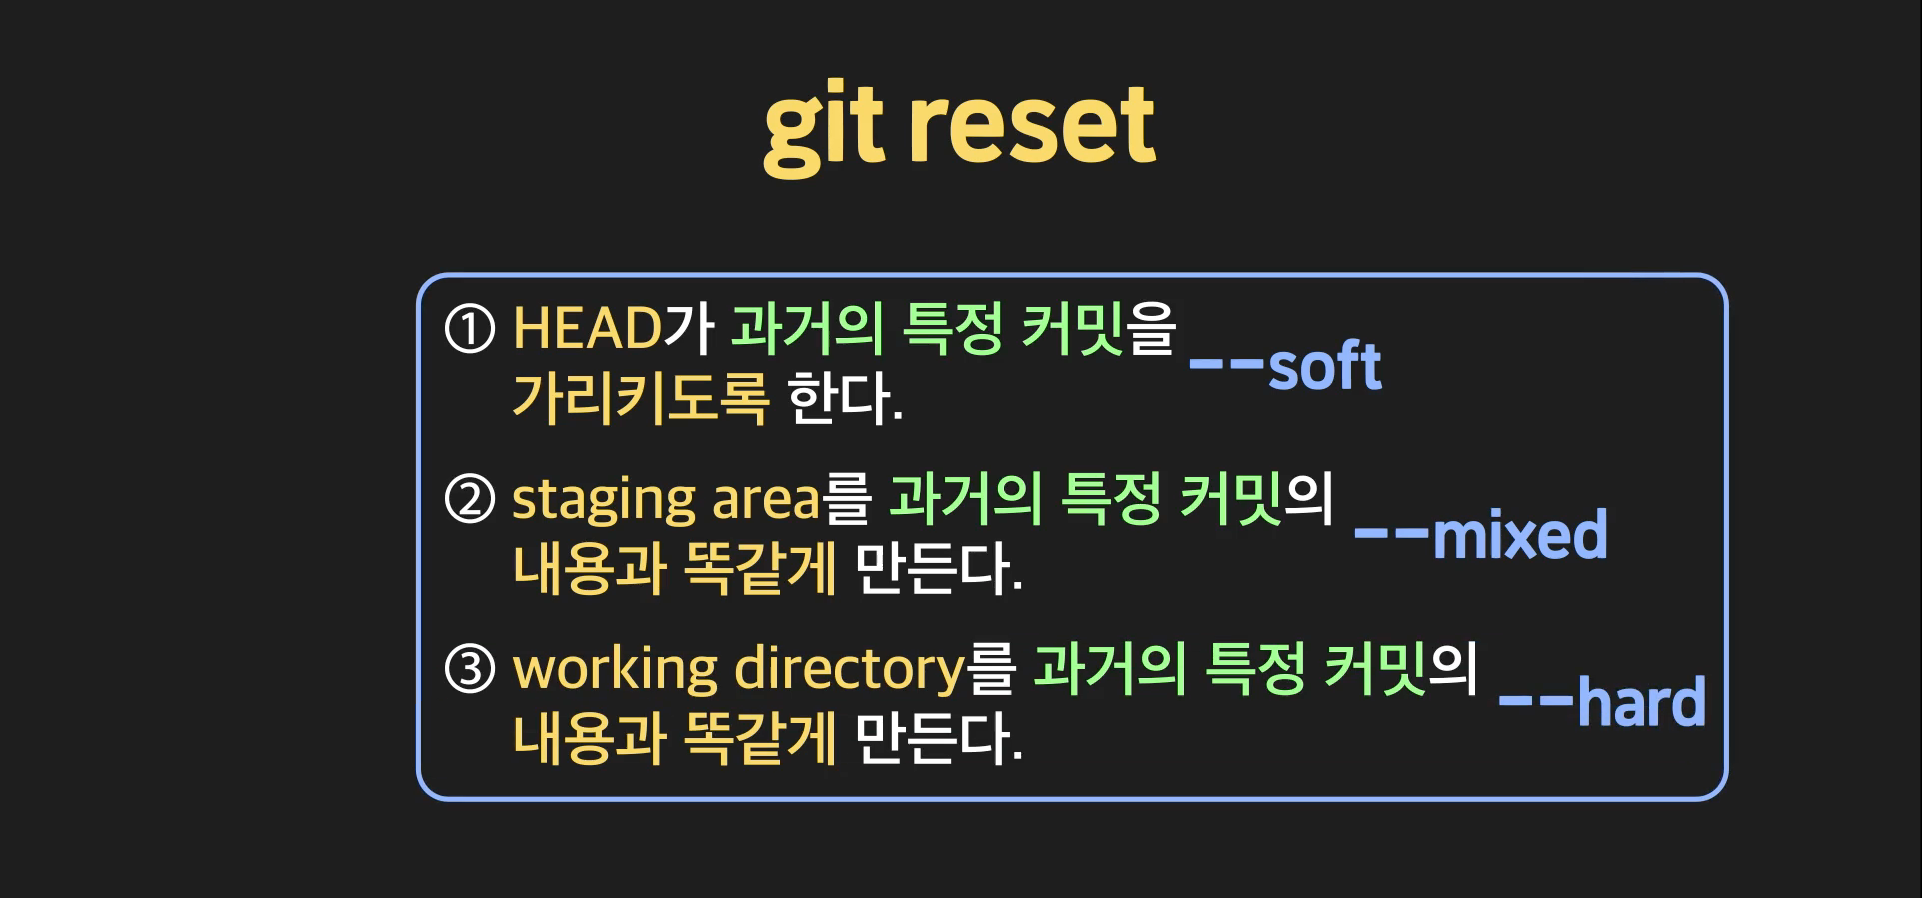 git reset
① HEAD가 과거의 특정 커밋을
가리키도록 한다.
--soft
② staging area를 과거의 특정 커밋의
내용과 똑같게 만든다.
--mixed
③ working directory를 과거의 특정 커밋의
내용과 똑같게 만든다.
--hard